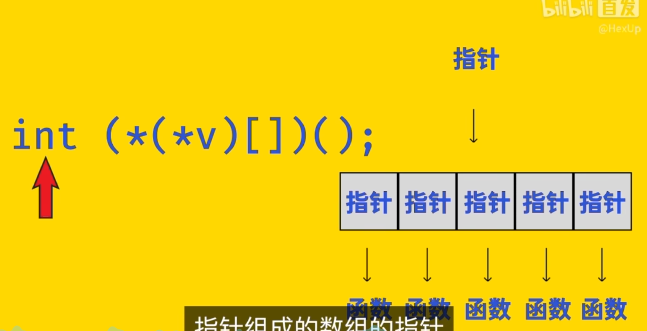 bilibili 首发
@HexUp
指针
int (*(*v)[])();
指针 指针 指针 指针 指针
函数 函数 函数 函数 函数
指针组成的数组的指针